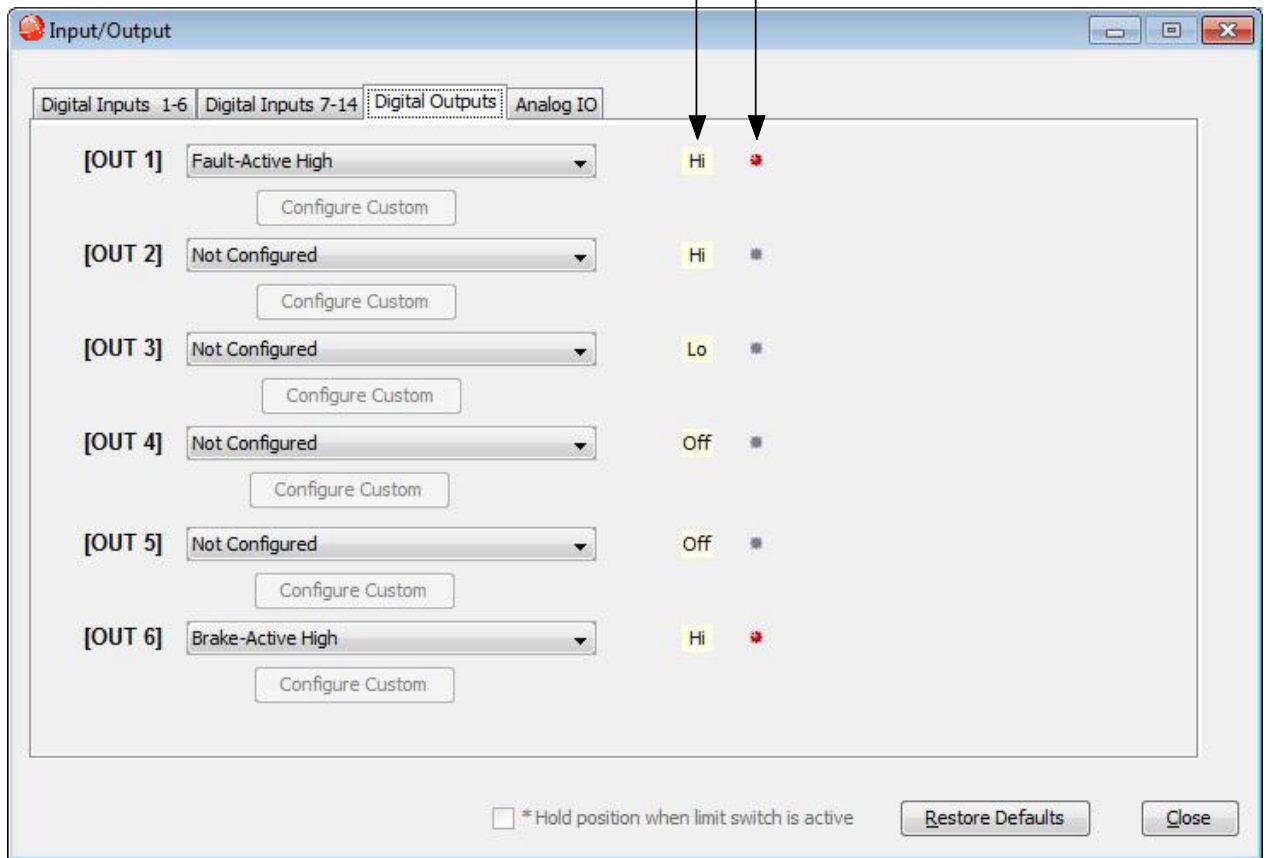 Input/Output
Digital Inputs 1-6 Digital Inputs 7-14 Digital Outputs Analog IO
[OUT 1] Fault-Active High Hi
Configure Custom
[OUT 2] Not Configured Hi
Configure Custom
[OUT 3] Not Configured Lo
Configure Custom
[OUT 4] Not Configured Off
Configure Custom
[OUT 5] Not Configured Off
Configure Custom
[OUT 6] Brake-Active High Hi
Configure Custom
* Hold position when limit switch is active Restore Defaults Close